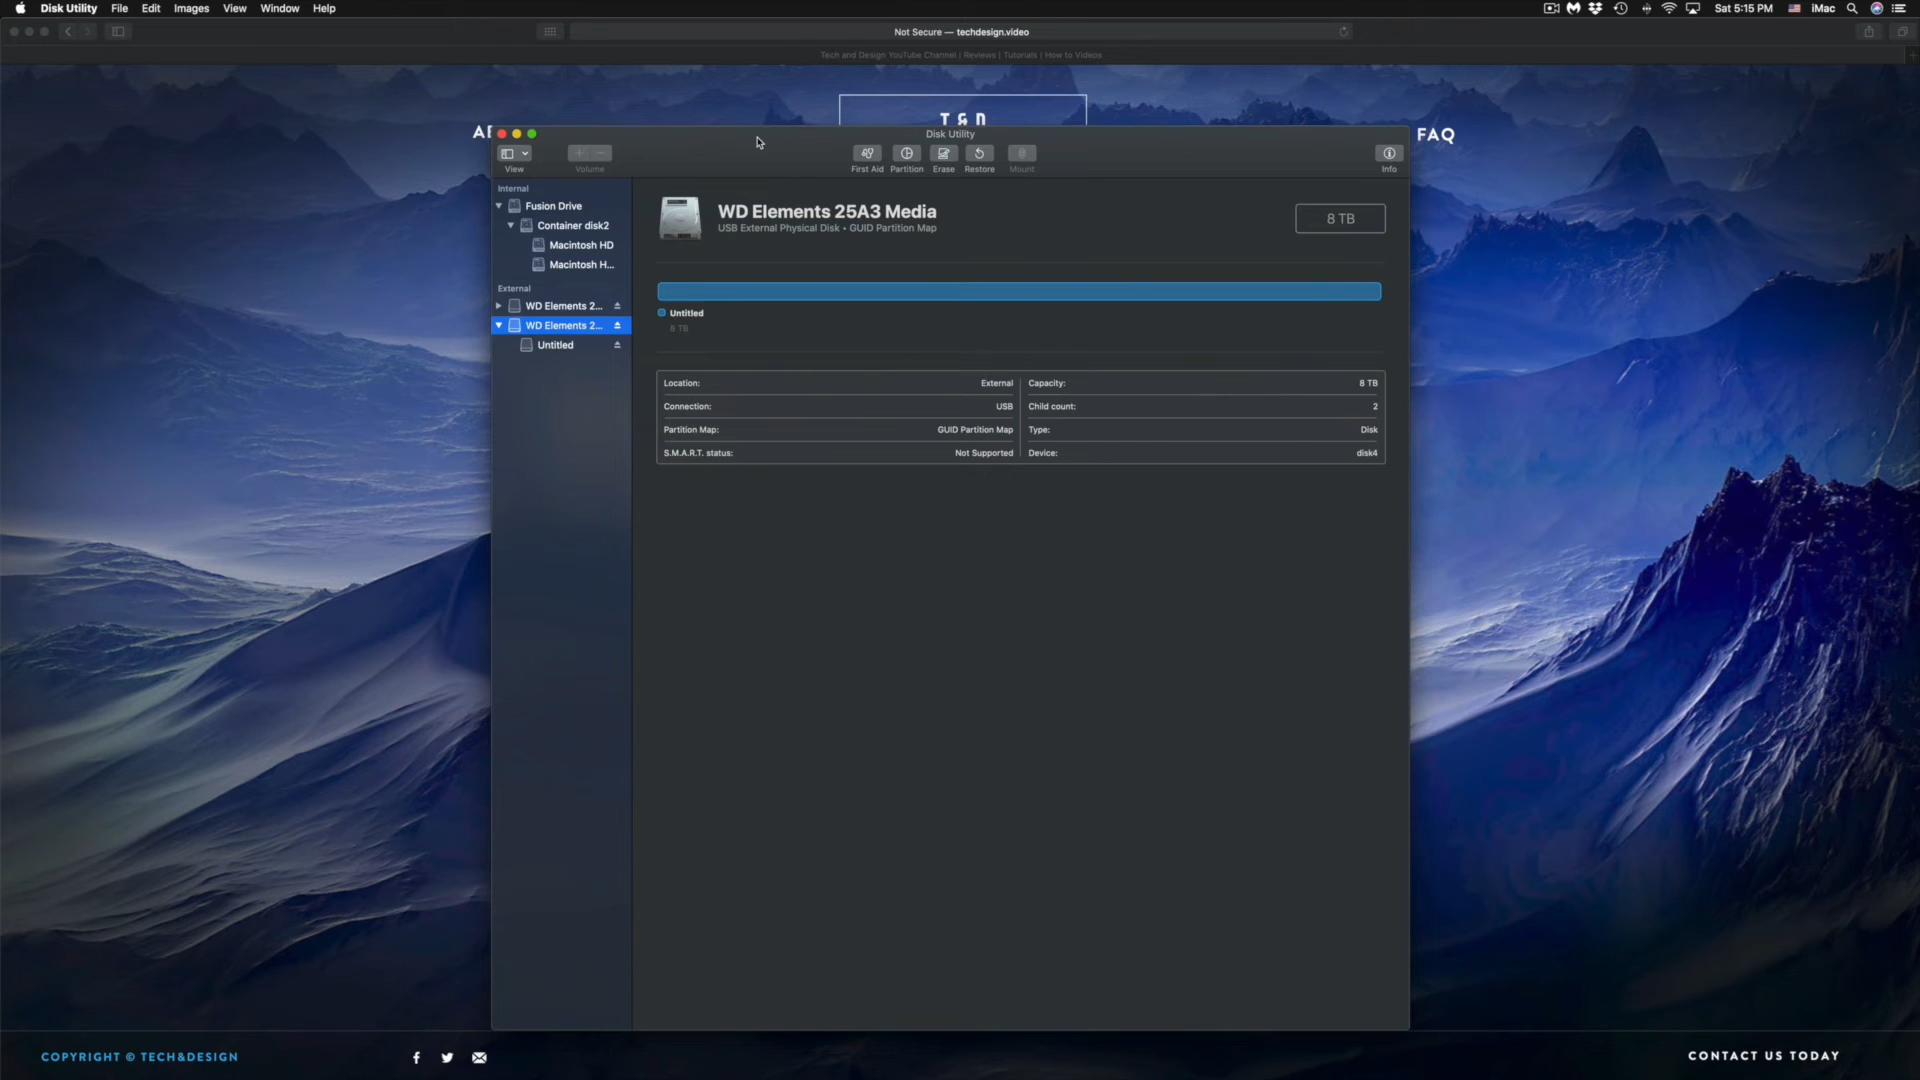 Disk Utility File Edit Images View Window Help
Sat 5:15 PM iMac
Not Secure — techdesign.video
Tech and Design YouTube Channel | Reviews | Tutorials | How to Videos
T & D
FAQ
Disk Utility
View Volume First Aid Partition Erase Restore Mount Info
Internal
Fusion Drive
Container disk2
Macintosh HD
Macintosh H...
External
WD Elements 2...
WD Elements 2...
Untitled
WD Elements 25A3 Media
USB External Physical Disk • GUID Partition Map
8 TB
Untitled
8 TB
Location: External Capacity: 8 TB
Connection: USB Child count: 2
Partition Map: GUID Partition Map Type: Disk
S.M.A.R.T. status: Not Supported Device: disk4
COPYRIGHT © TECH&DESIGN
CONTACT US TODAY